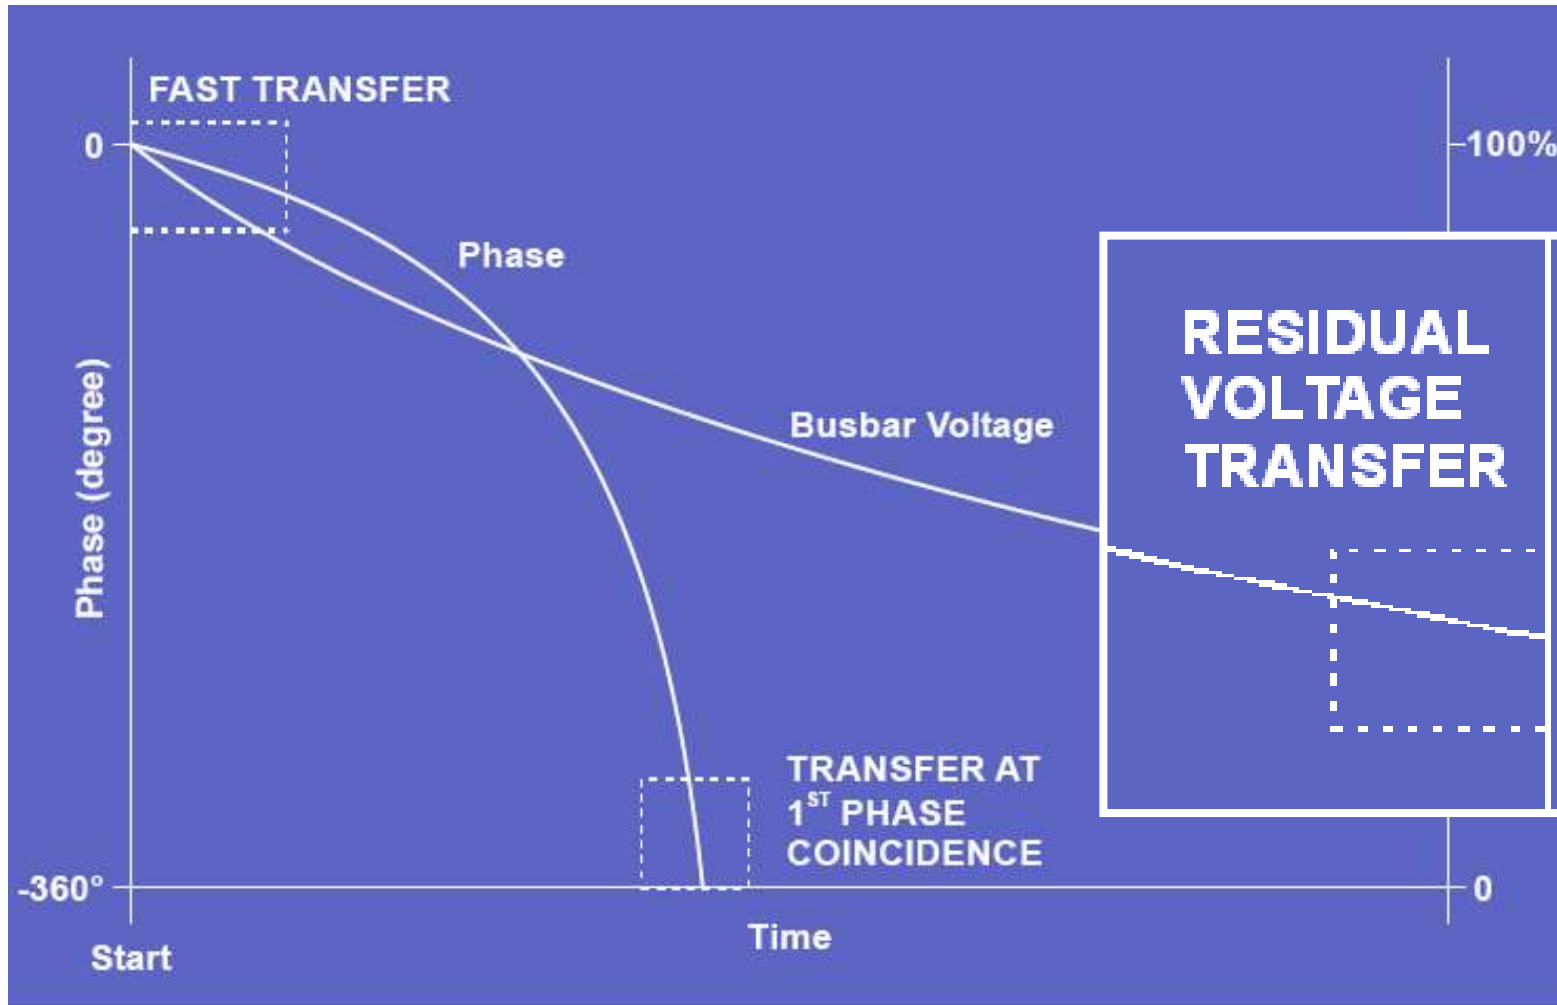 FAST TRANSFER
0
100%
Phase
RESIDUAL
VOLTAGE
TRANSFER
Busbar Voltage
Phase (degree)
TRANSFER AT
1ST PHASE
COINCIDENCE
-360°
0
Time
Start